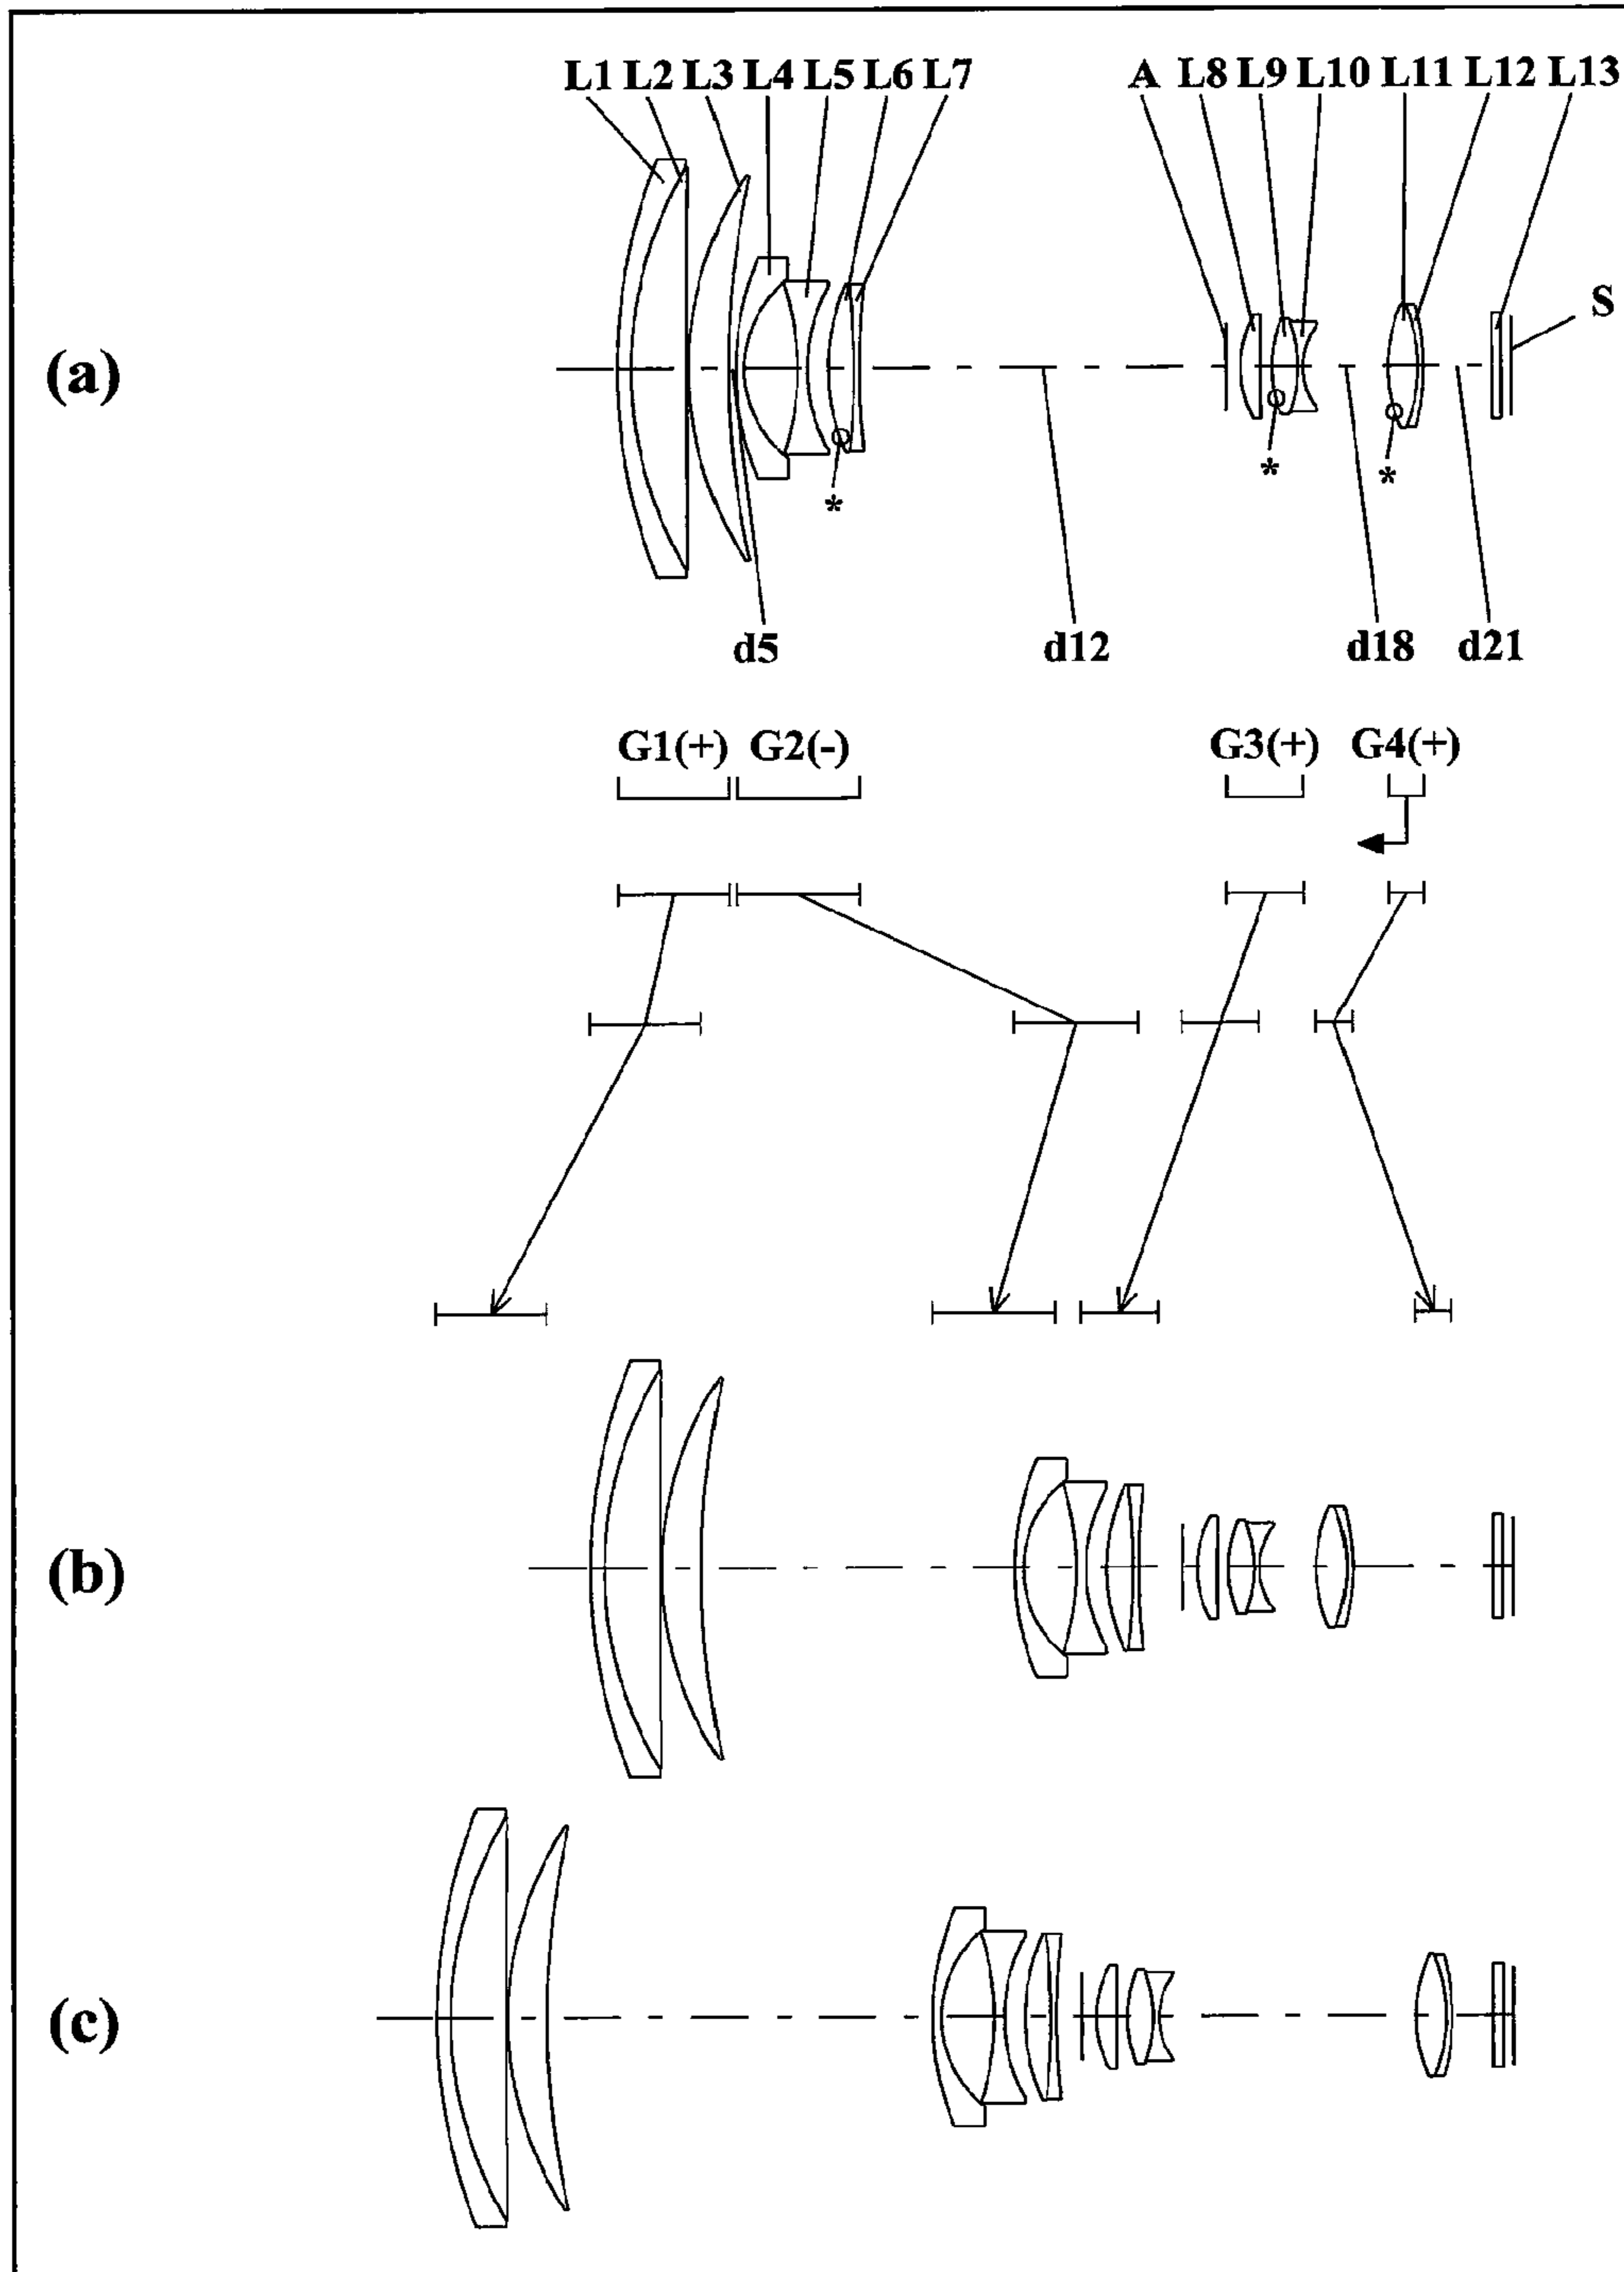 L1 L2 L3 L4 L5 L6 L7 A L8 L9 L10 L11 L12 L13
S
(a)
* * *
d5 d12 d18 d21
G1(+) G2(-) G3(+) G4(+)
(b)
(c)